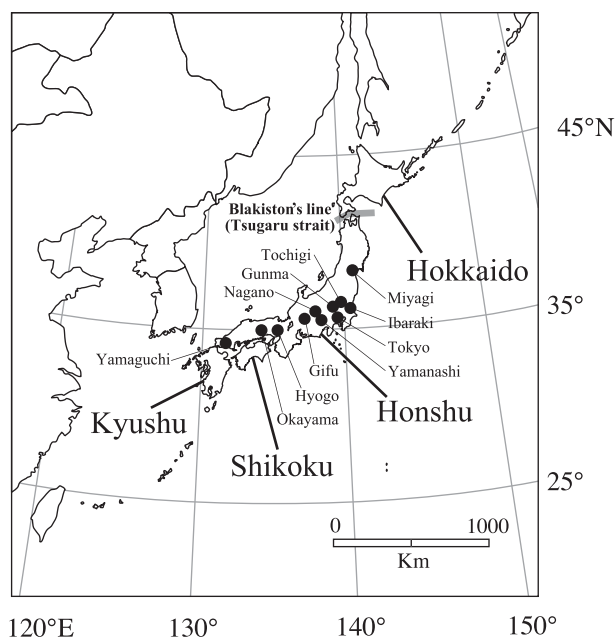 45°N
Blakiston's line
(Tsugaru strait)
Tochigi
Hokkaido
Gunma
Nagano
Miyagi
35°
Ibaraki
Tokyo
Yamaguchi
Gifu
Yamanashi
Hyogo
Honshu
Kyushu
Okayama
Shikoku
25°
0 1000
Km
120°E 130° 140° 150°